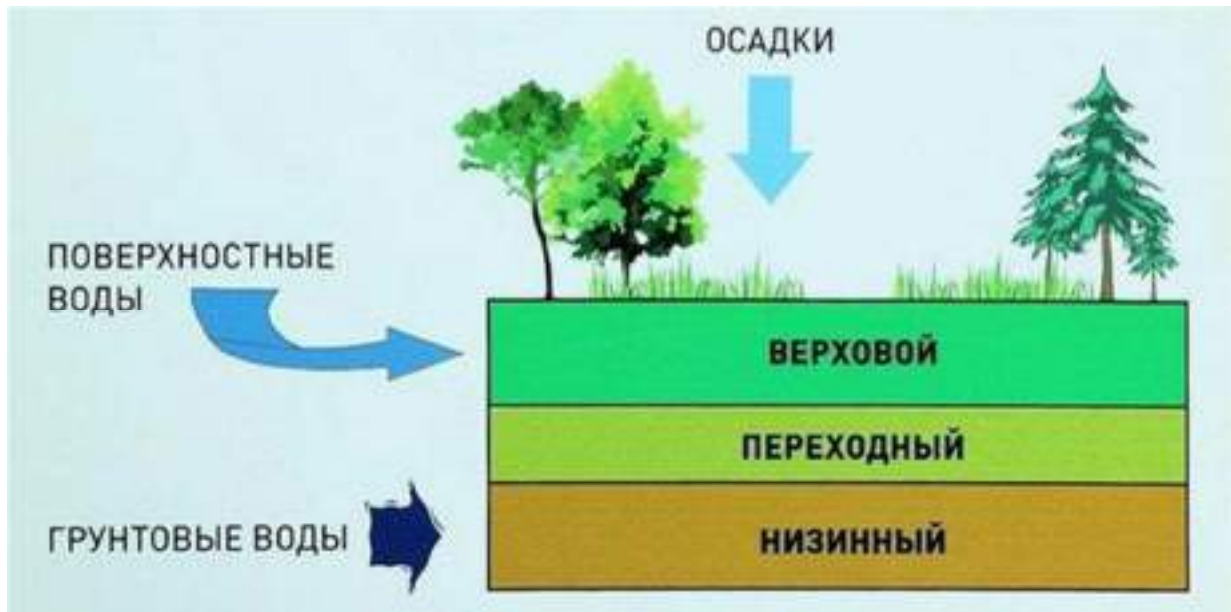 ОСАДКИ
ПОВЕРХНОСТНЫЕ
ВОДЫ
ВЕРХОВОЙ
ПЕРЕХОДНЫЙ
ГРУНТОВЫЕ ВОДЫ
НИЗИННЫЙ